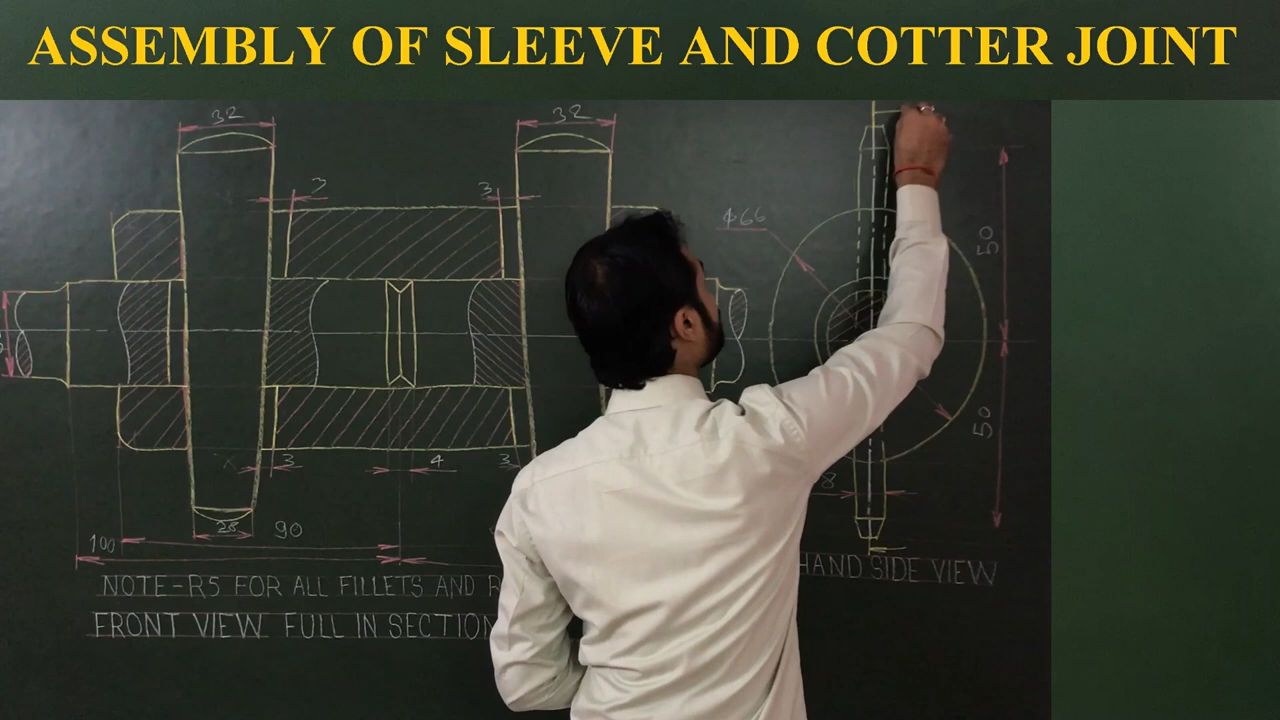 ASSEMBLY OF SLEEVE AND COTTER JOINT
32 32
3 3
Φ66
50
50
3 4 3
8
28 90
100
HAND SIDE VIEW
NOTE-R5 FOR ALL FILLETS AND R
FRONT VIEW FULL IN SECTION